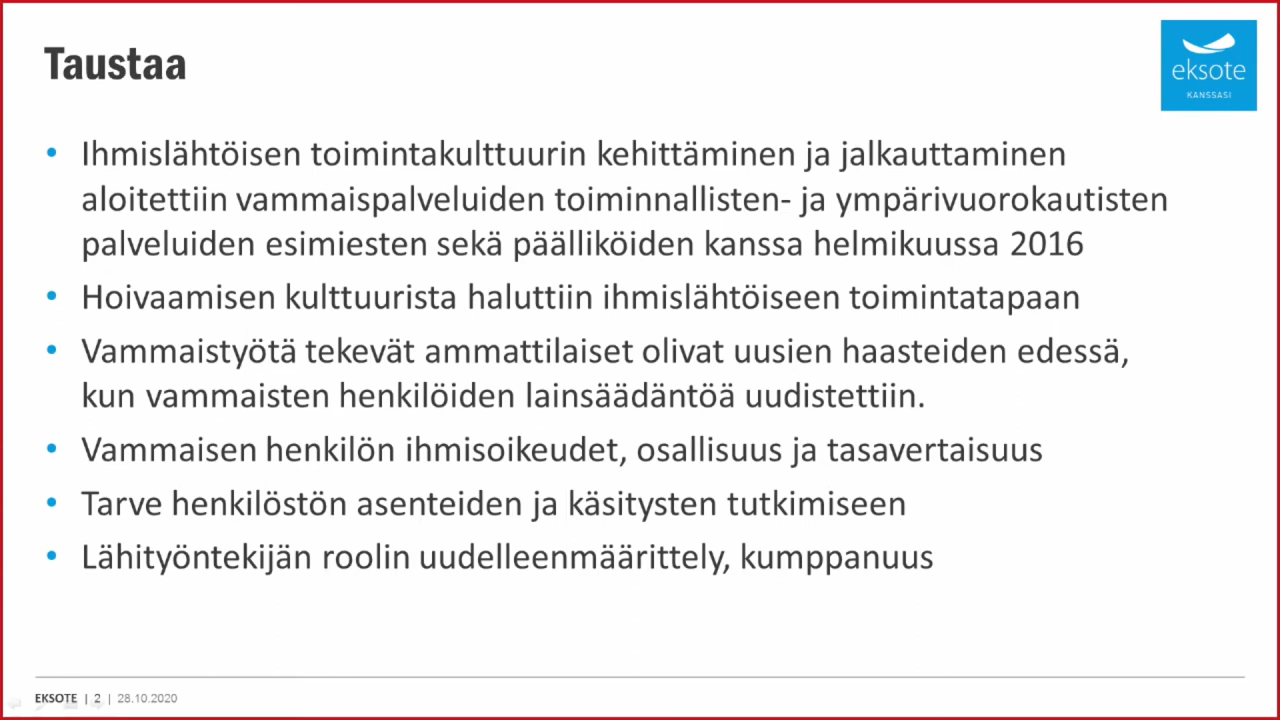 Taustaa
eksote
KANSSASI
• Ihmislähtöisen toimintakulttuurin kehittäminen ja jalkauttaminen
aloitettiin vammaispalveluiden toiminnallisten- ja ympärivuorokautisten
palveluiden esimiesten sekä päälliköiden kanssa helmikuussa 2016
• Hoivaamisen kulttuurista haluttiin ihmislähtöiseen toimintatapaan
• Vammaistyötä tekevät ammattilaiset olivat uusien haasteiden edessä,
kun vammaisten henkilöiden lainsäädäntöä uudistettiin.
• Vammaisen henkilön ihmisoikeudet, osallisuus ja tasavertaisuus
• Tarve henkilöstön asenteiden ja käsitysten tutkimiseen
• Lähityöntekijän roolin uudelleenmäärittely, kumppanuus
EKSOTE | 2 | 28.10.2020